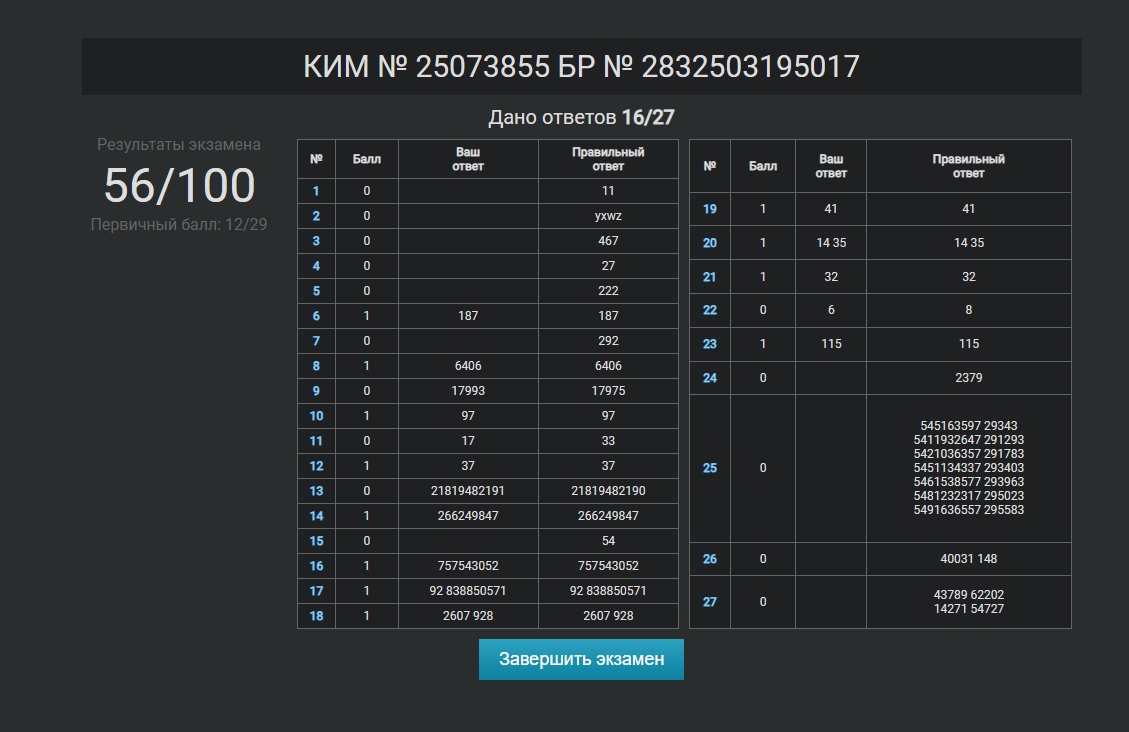 КИМ № 25073855 БР № 2832503195017
Дано ответов 16/27
Результаты экзамена
56/100
Первичный балл: 12/29
№ Балл Ваш ответ Правильный ответ
1 0 11
2 0 yxwz
3 0 467
4 0 27
5 0 222
6 1 187 187
7 0 292
8 1 6406 6406
9 0 17993 17975
10 1 97 97
11 0 17 33
12 1 37 37
13 0 21819482191 21819482190
14 1 266249847 266249847
15 0 54
16 1 757543052 757543052
17 1 92 838850571 92 838850571
18 1 2607 928 2607 928
№ Балл Ваш ответ Правильный ответ
19 1 41 41
20 1 14 35 14 35
21 1 32 32
22 0 6 8
23 1 115 115
24 0 2379
25 0 545163597 29343
5411932647 291293
5421036357 291783
5451134337 293403
5461538577 293963
5481232317 295023
5491636557 295583
26 0 40031 148
27 0 43789 62202
14271 54727
Завершить экзамен